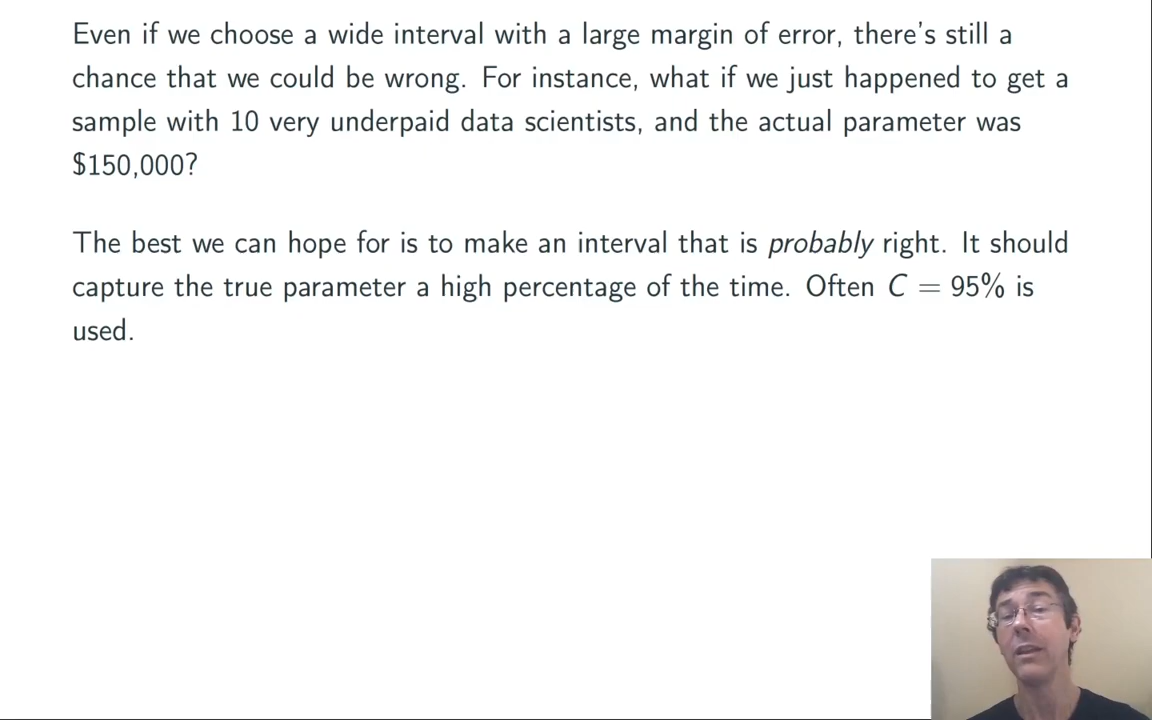 Even if we choose a wide interval with a large margin of error, there's still a
chance that we could be wrong. For instance, what if we just happened to get a
sample with 10 very underpaid data scientists, and the actual parameter was
$150,000?
The best we can hope for is to make an interval that is probably right. It should
capture the true parameter a high percentage of the time. Often C = 95% is
used.